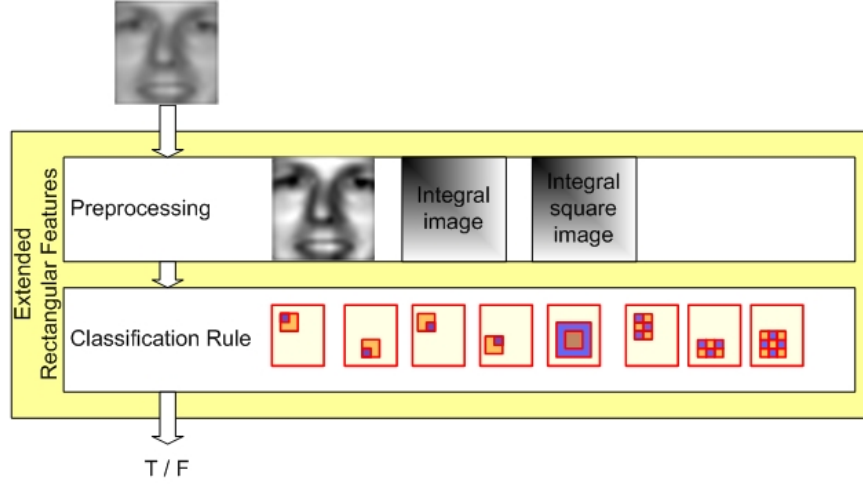 Extended
Rectangular Features
Preprocessing
Integral
image
Integral
square
image
Classification Rule
T / F